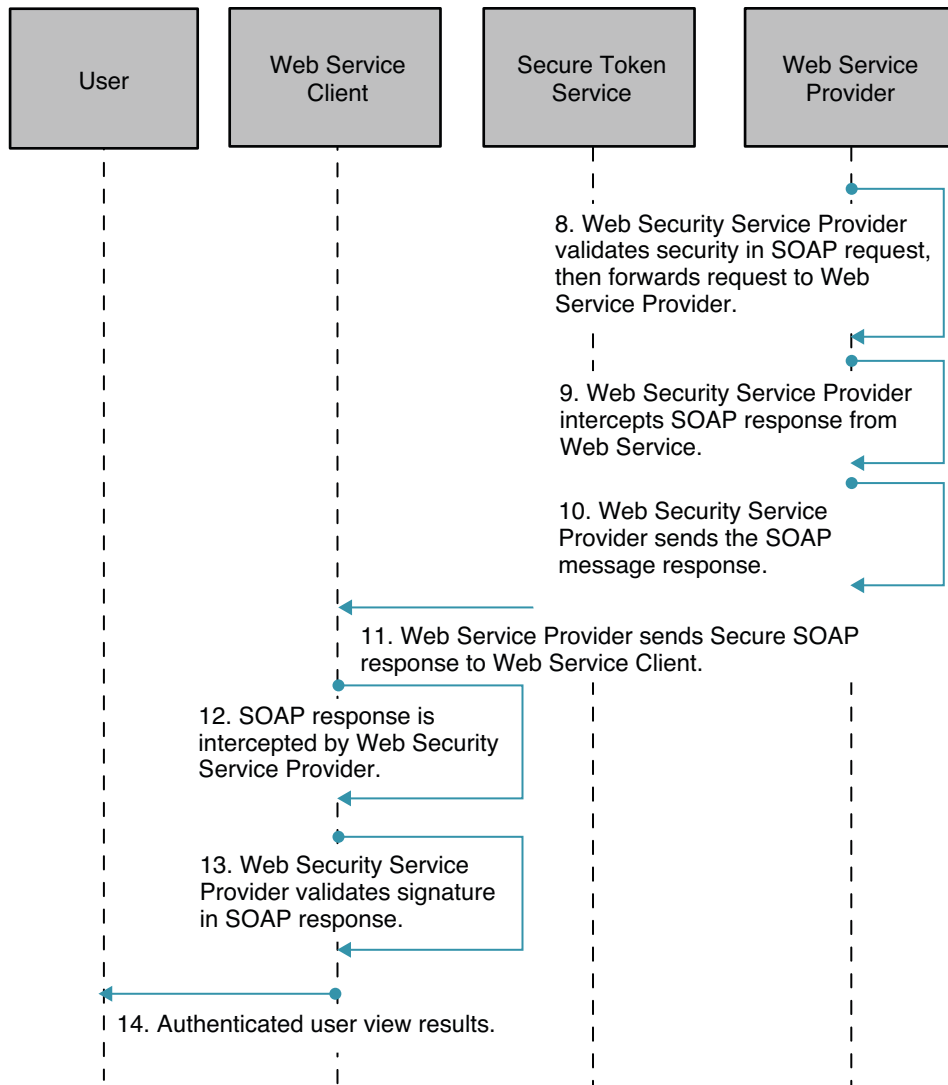 User
Web Service
Client
Secure Token
Service
Web Service
Provider
8. Web Security Service Provider
validates security in SOAP request,
then forwards request to Web
Service Provider.
9. Web Security Service Provider
intercepts SOAP response from
Web Service.
10. Web Security Service
Provider sends the SOAP
message response.
11. Web Service Provider sends Secure SOAP
response to Web Service Client.
12. SOAP response is
intercepted by Web Security
Service Provider.
13. Web Security Service
Provider validates signature
in SOAP response.
14. Authenticated user view results.